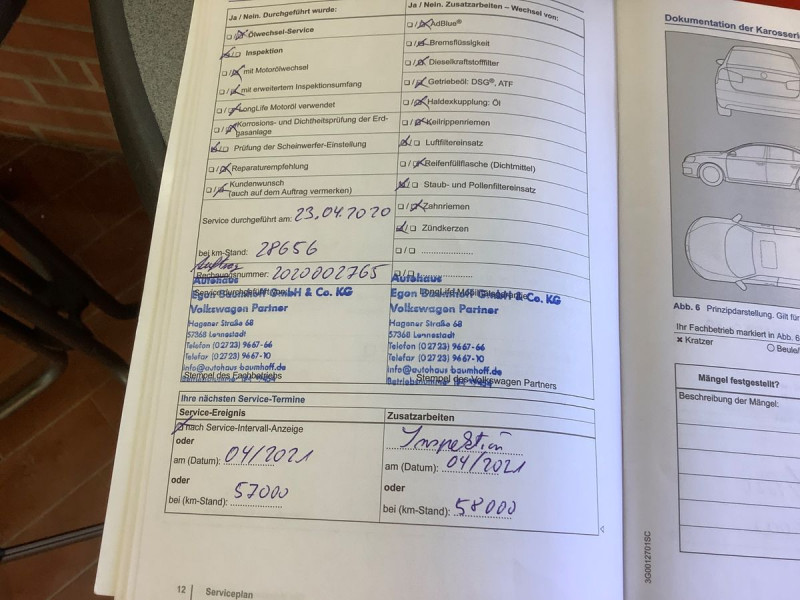 Ja / Nein. Durchgeführt wurde:
☐/☒ Ölwechsel-Service
☒/☐ Inspektion
☐/☒ mit Motorölwechsel
☐/☒ mit erweitertem Inspektionsumfang
☐/☒ LongLife Motoröl verwendet
☐/☒ Korrosions- und Dichtheitsprüfung der Erd-
gasanlage
☒/☐ Prüfung der Scheinwerfer-Einstellung
☐/☒ Reparaturempfehlung
☐/☒ Kundenwunsch
(auch auf dem Auftrag vermerken)
Service durchgeführt am: 23.04.2020
bei km-Stand: 28656
Auftrag
Rechnungsnummer: 2020002765
Autohaus
Egon Baumhoff GmbH & Co. KG
Volkswagen Partner
Hagener Straße 68
57368 Lennestadt
Telefon (02723) 9667-66
Telefax (02723) 9667-10
info@autohaus-baumhoff.de
Stempel des Fachbetriebs
Ja / Nein. Zusatzarbeiten – Wechsel von:
☐/☒ AdBlue®
☐/☒ Bremsflüssigkeit
☐/☒ Dieselkraftstofffilter
☐/☒ Getriebeöl: DSG®, ATF
☐/☒ Haldexkupplung: Öl
☐/☒ Keilrippenriemen
☒/☐ Luftfiltereinsatz
☐/☒ Reifenfüllflasche (Dichtmittel)
☒/☐ Staub- und Pollenfiltereinsatz
☐/☒ Zahnriemen
☒/☐ Zündkerzen
☐/☐ ....................
☐/☐ ....................
Autohaus
Egon Baumhoff GmbH & Co. KG
Volkswagen Partner
Hagener Straße 68
57368 Lennestadt
Telefon (02723) 9667-66
Telefax (02723) 9667-10
info@autohaus-baumhoff.de
Stempel des Volkswagen Partners
Ihre nächsten Service-Termine
Service-Ereignis
☒ nach Service-Intervall-Anzeige
oder
am (Datum): 04/2021
oder
bei (km-Stand): 57000
Zusatzarbeiten
Inspektion
am (Datum): 04/2021
oder
bei (km-Stand): 58000
12 Serviceplan
Dokumentation der Karosserie
Abb. 6 Prinzipdarstellung. Gilt für
Ihr Fachbetrieb markiert in Abb. 6
✗ Kratzer
○ Beule
Mängel festgestellt?
Beschreibung der Mängel:
3G0012701SC